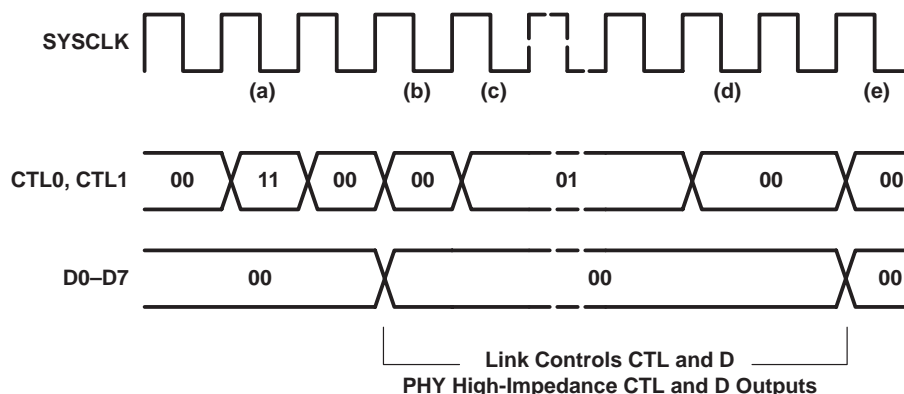 SYSCLK
(a) (b) (c) (d) (e)
CTL0, CTL1 00 11 00 00 01 00 00
D0–D7 00 00 00
Link Controls CTL and D
PHY High-Impedance CTL and D Outputs